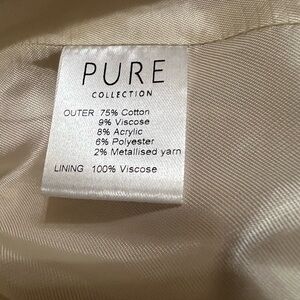 PURE
COLLECTION
OUTER 75% Cotton
9% Viscose
8% Acrylic
6% Polyester
2% Metallised yarn
LINING 100% Viscose